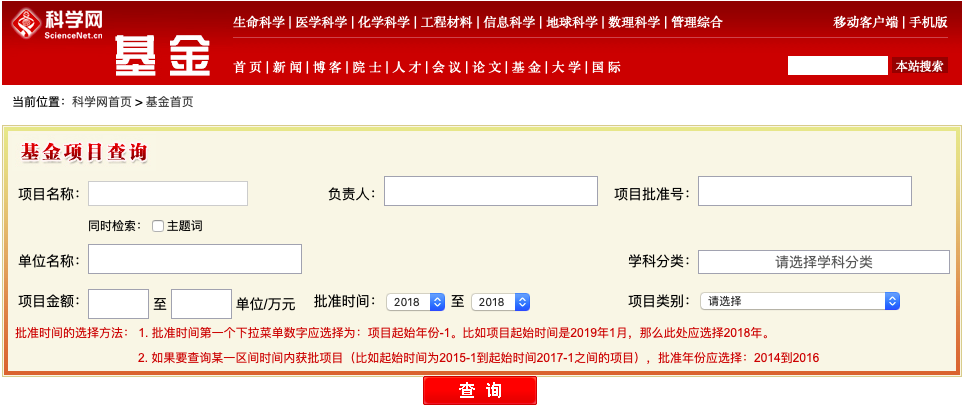 科学网
ScienceNet.cn
基金
生命科学 | 医学科学 | 化学科学 | 工程材料 | 信息科学 | 地球科学 | 数理科学 | 管理综合
移动客户端 | 手机版
首页 | 新闻 | 博客 | 院士 | 人才 | 会议 | 论文 | 基金 | 大学 | 国际
本站搜索
当前位置：科学网首页 > 基金首页
基金项目查询
项目名称： 负责人： 项目批准号：
同时检索： 主题词
单位名称： 学科分类： 请选择学科分类
项目金额： 至 单位/万元 批准时间： 2018 至 2018 项目类别： 请选择
批准时间的选择方法： 1. 批准时间第一个下拉菜单数字应选择为：项目起始年份-1。比如项目起始时间是2019年1月，那么此处应选择2018年。
2. 如果要查询某一区间时间内获批项目（比如起始时间为2015-1到起始时间2017-1之间的项目），批准年份应选择：2014到2016
查 询